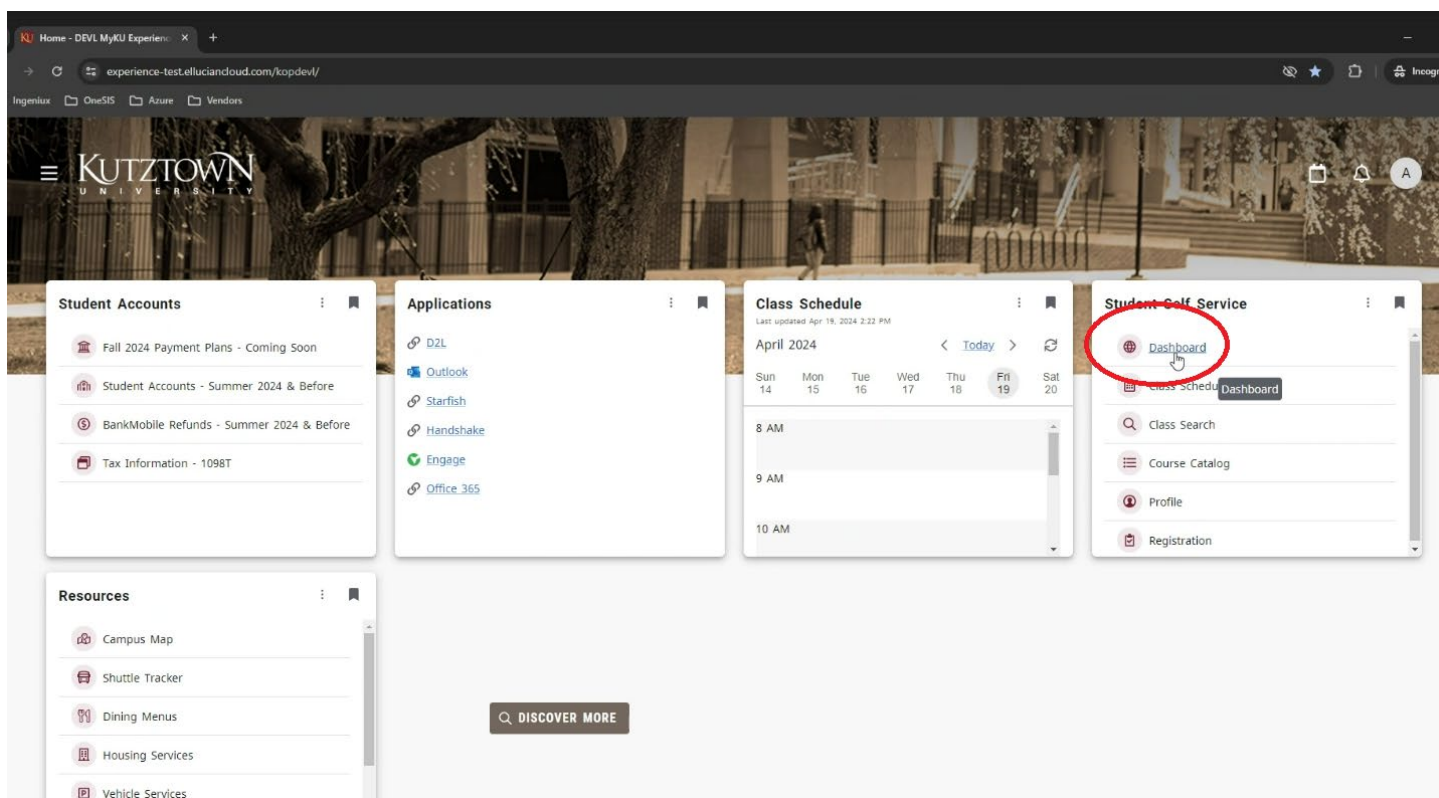 KU Home - DEVL MyKU Experienc
experience-test.elluciancloud.com/kopdevl/
Incogn
Ingeniux OneSIS Azure Vendors
KUTZTOWN
UNIVERSITY
A
Student Accounts
Fall 2024 Payment Plans - Coming Soon
Student Accounts - Summer 2024 & Before
BankMobile Refunds - Summer 2024 & Before
Tax Information - 1098T
Applications
D2L
Outlook
Starfish
Handshake
Engage
Office 365
Class Schedule
Last updated Apr 19, 2024 2:22 PM
April 2024 < Today >
Sun Mon Tue Wed Thu Fri Sat
14 15 16 17 18 19 20
8 AM
9 AM
10 AM
Student Self Service
Dashboard
Class Schedu
Dashboard
Class Search
Course Catalog
Profile
Registration
Resources
Campus Map
Shuttle Tracker
Dining Menus
Housing Services
Vehicle Services
DISCOVER MORE